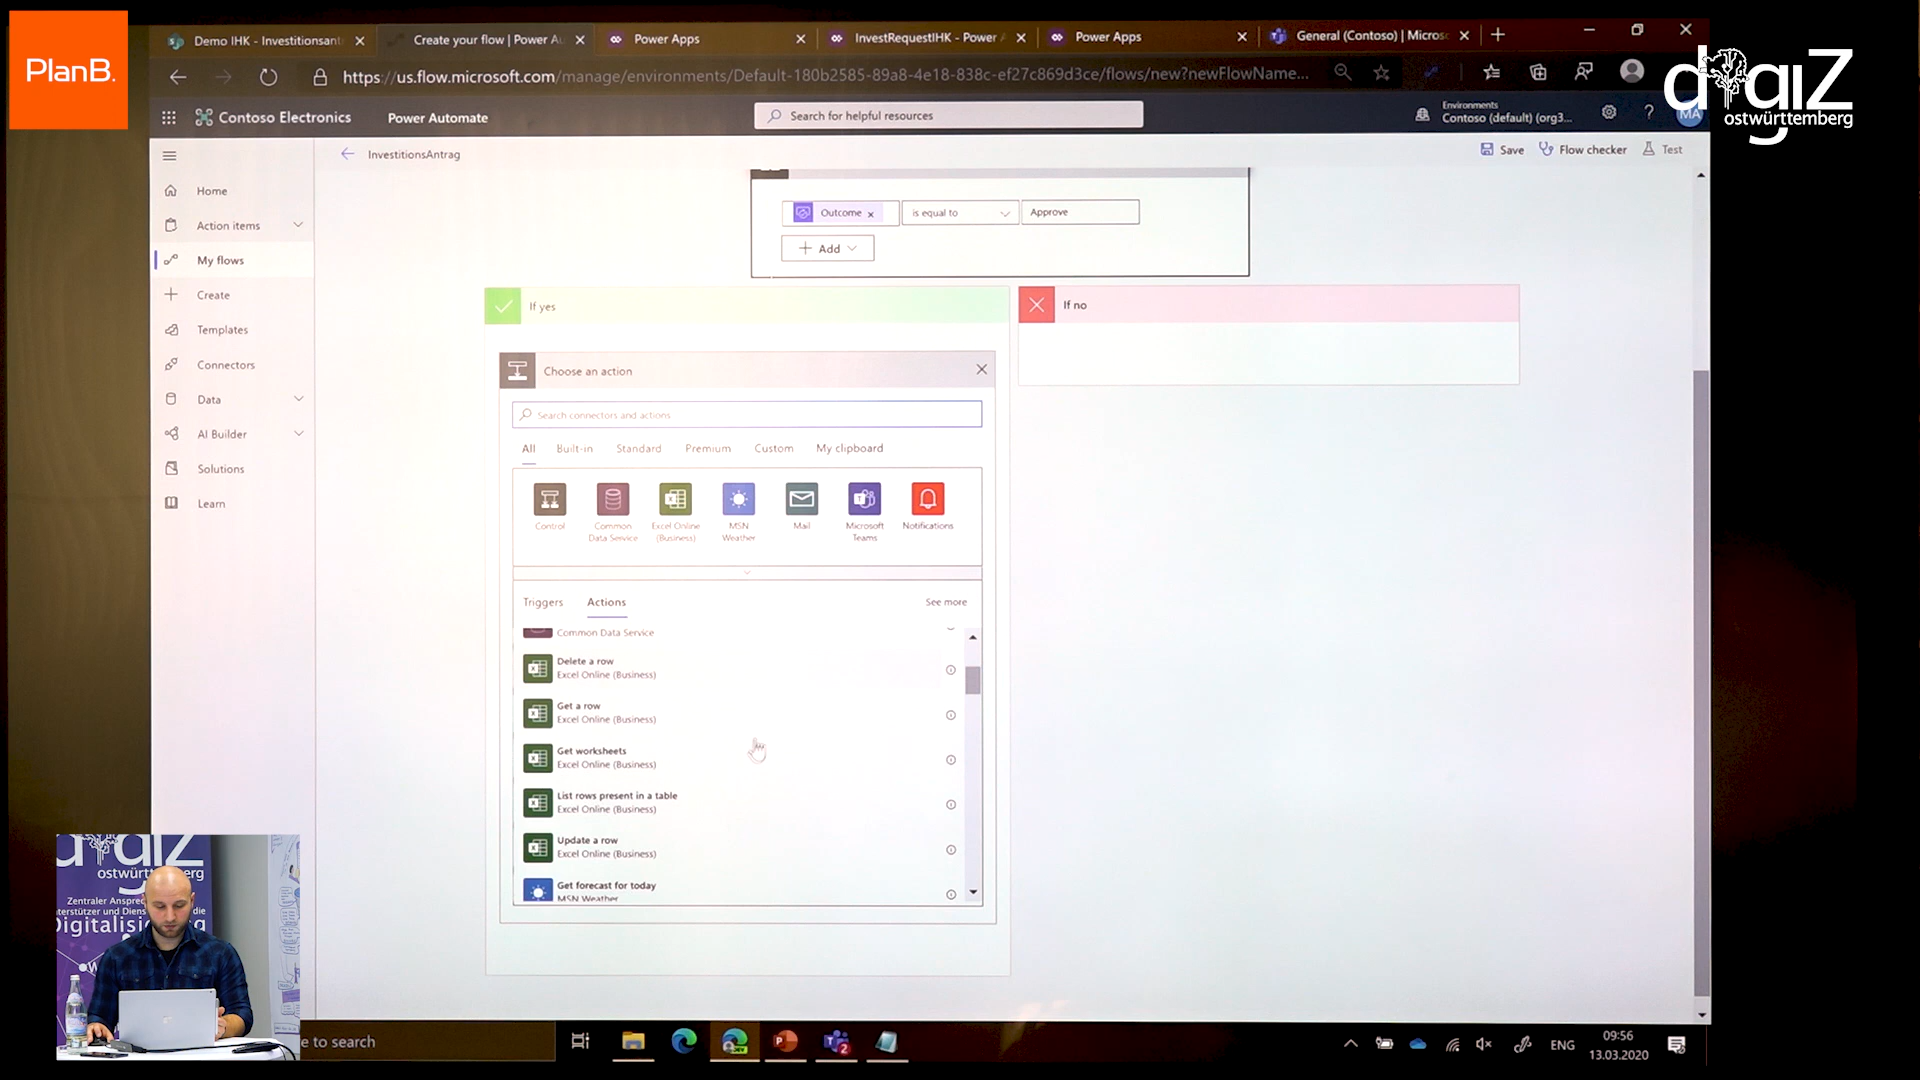 PlanB.
Demo IHK - Investitionsant
Create your flow | Power Au
Power Apps
InvestRequestIHK - Power A
Power Apps
General (Contoso) | Micros
https://us.flow.microsoft.com/manage/environments/Default-180b2585-89a8-4e18-838c-ef27c869d3ce/flows/new?newFlowName...
digiZ
ostwürttemberg
Contoso Electronics
Power Automate
Search for helpful resources
Environments
Contoso (default) (org3...
?
MA
InvestitionsAntrag
Save
Flow checker
Test
Home
Action items
My flows
Create
Templates
Connectors
Data
AI Builder
Solutions
Learn
Outcome x
is equal to
Approve
+ Add
If yes
If no
Choose an action
Search connectors and actions
All
Built-in
Standard
Premium
Custom
My clipboard
Control
Common
Data Service
Excel Online
(Business)
MSN
Weather
Mail
Microsoft
Teams
Notifications
Triggers
Actions
See more
Common Data Service
Delete a row
Excel Online (Business)
Get a row
Excel Online (Business)
Get worksheets
Excel Online (Business)
List rows present in a table
Excel Online (Business)
Update a row
Excel Online (Business)
Get forecast for today
MSN Weather
digiZ
ostwürttemberg
Zentraler Ansprec
terstützer und Diens
die
Digitalisi
g
e to search
ENG
09:56
13.03.2020